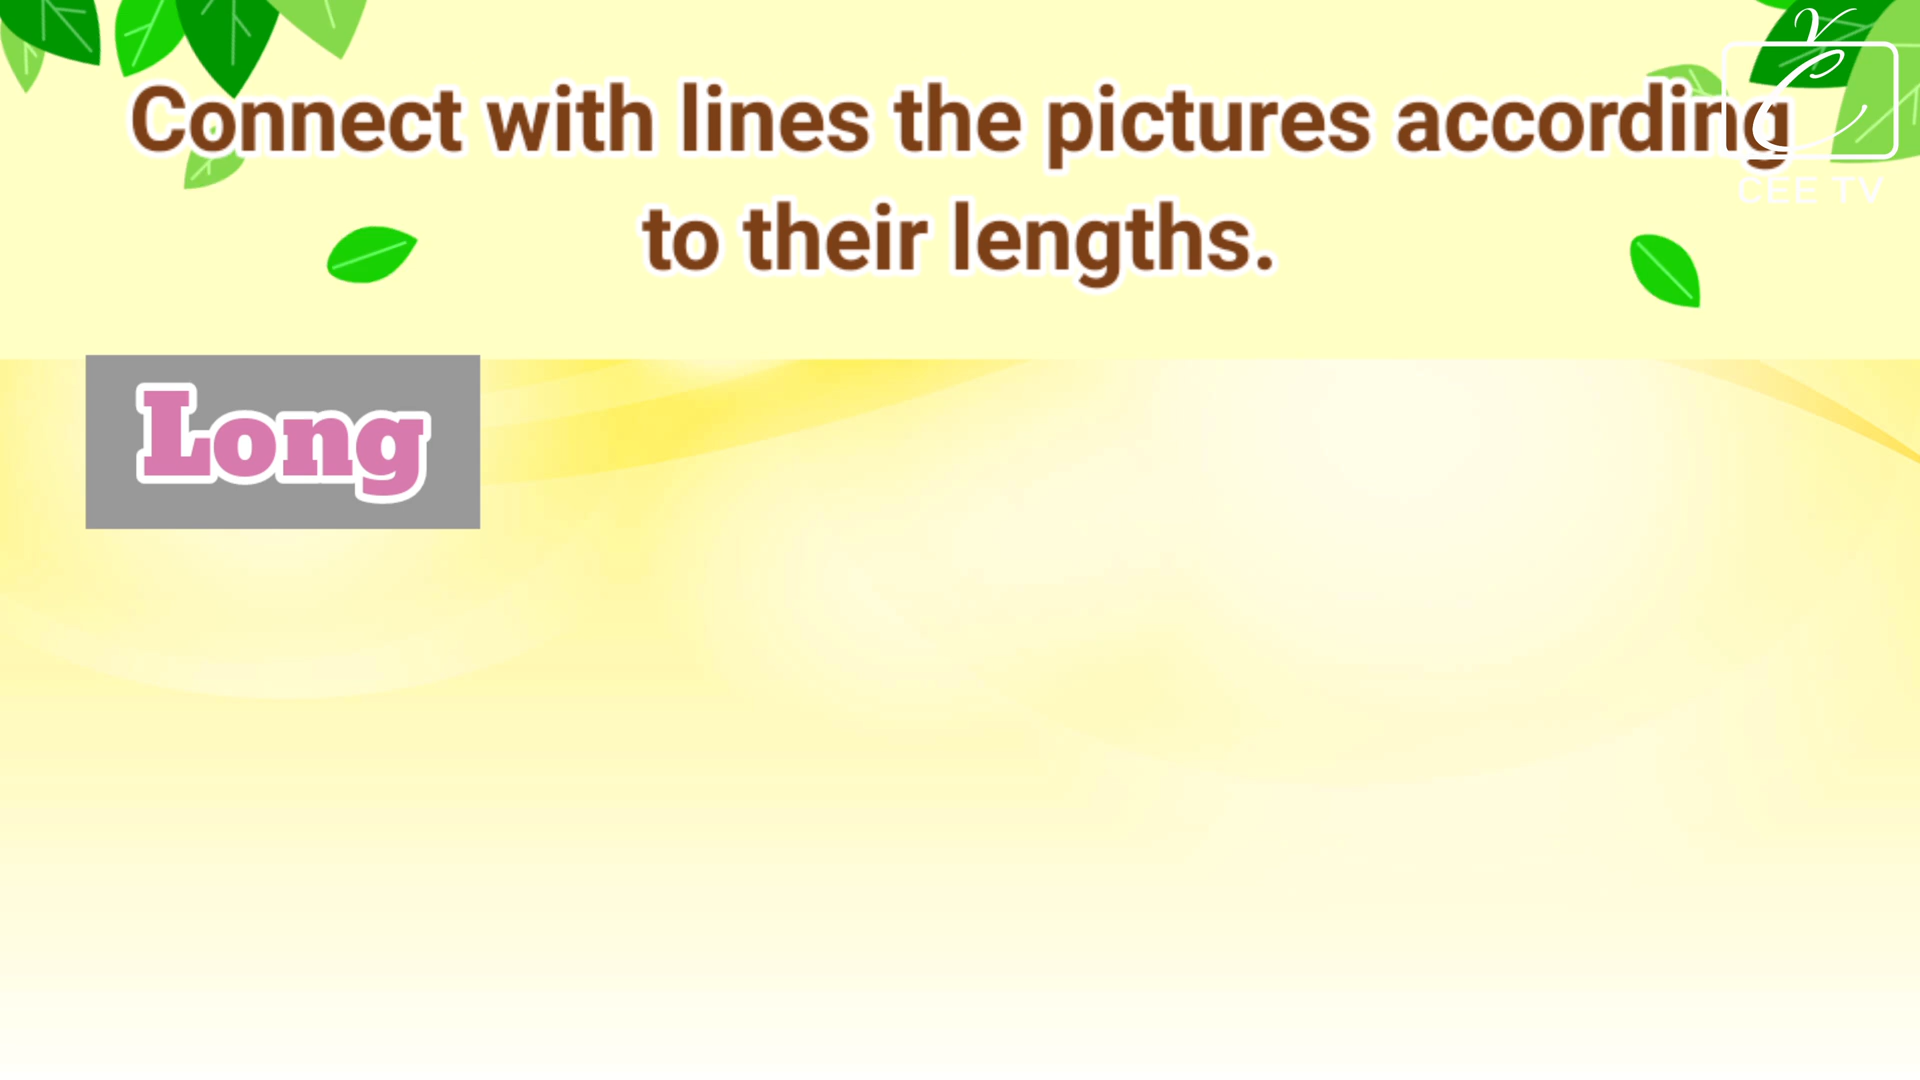 Connect with lines the pictures according
to their lengths.
CEE TV
Long